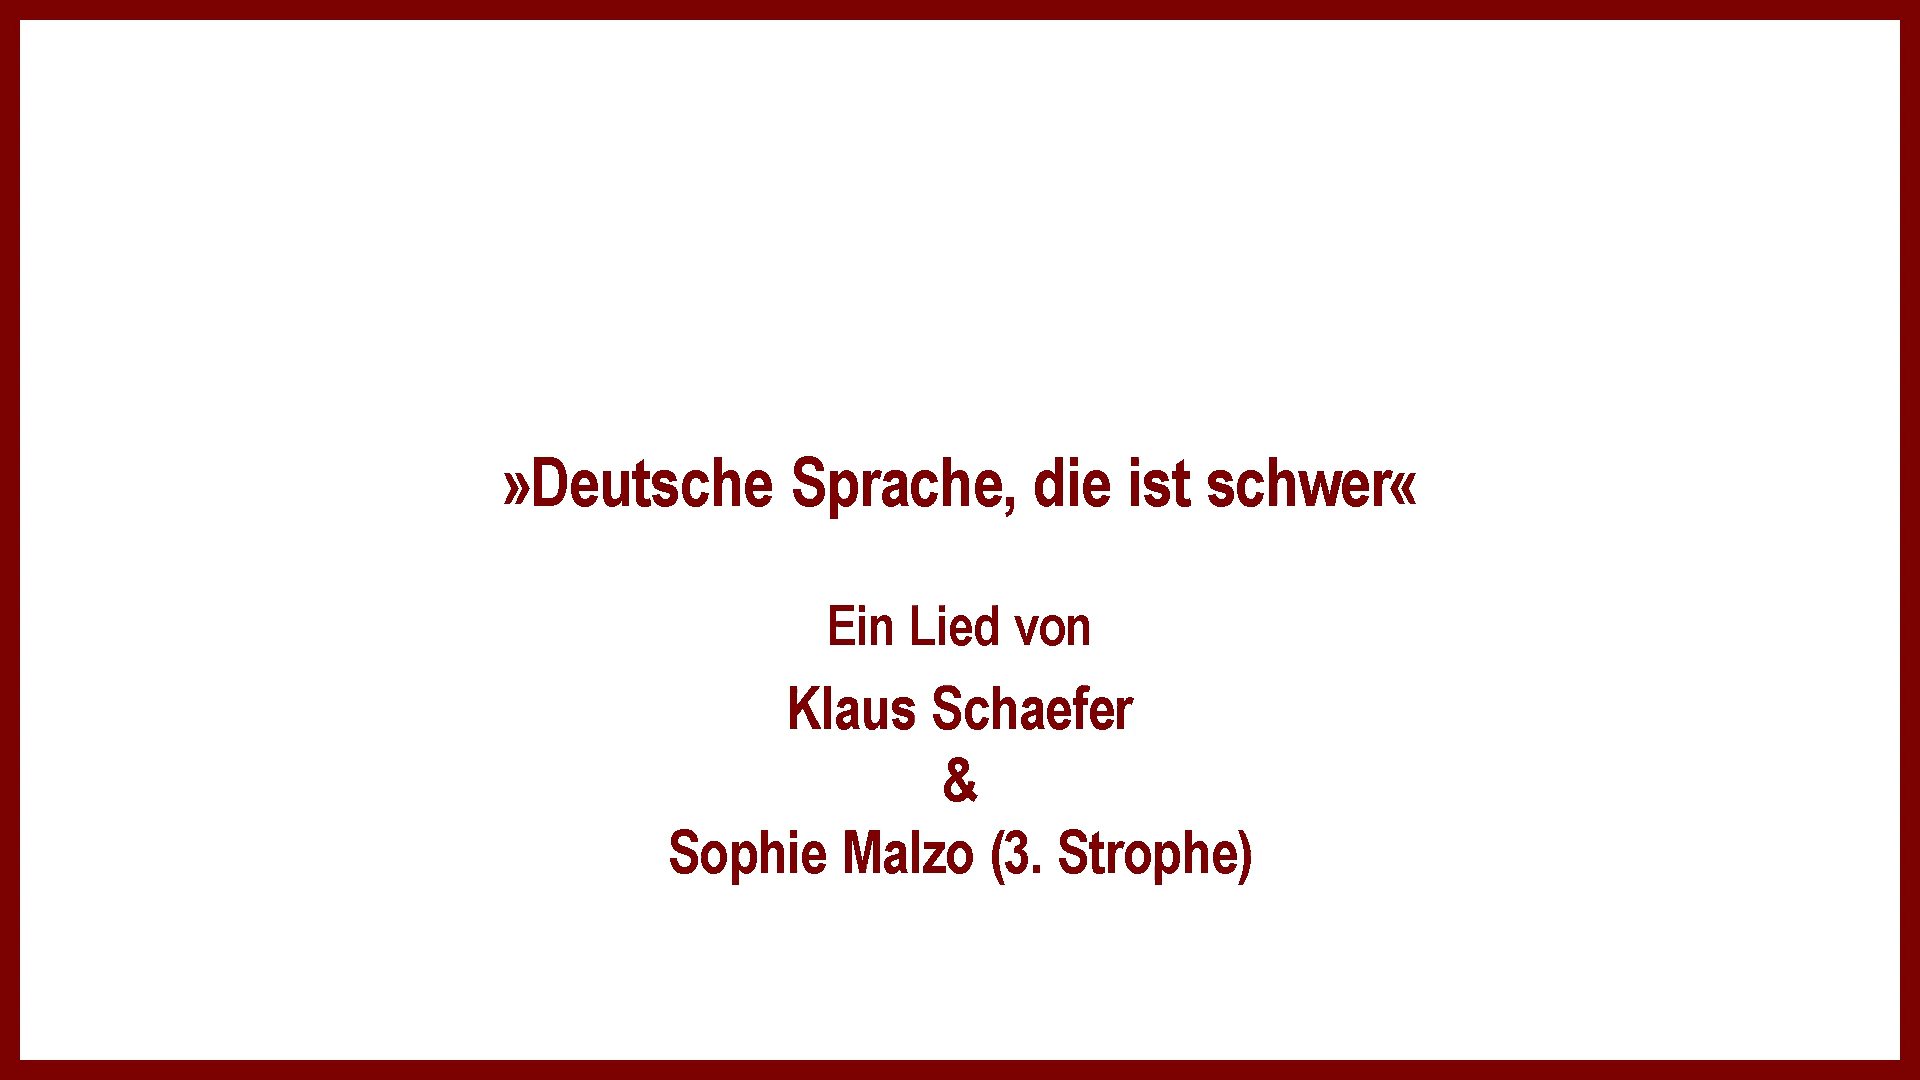 »Deutsche Sprache, die ist schwer«
Ein Lied von
Klaus Schaefer
&
Sophie Malzo (3. Strophe)